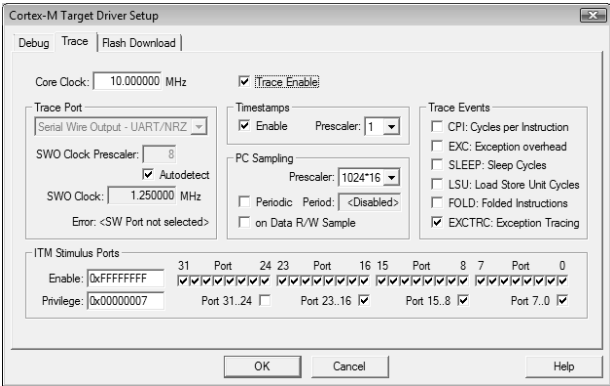 Cortex-M Target Driver Setup
Debug Trace Flash Download
Core Clock: 10.000000 MHz Trace Enable
Trace Port
Serial Wire Output - UART/NRZ
SWO Clock Prescaler: 8
Autodetect
SWO Clock: 1.250000 MHz
Error: <SW Port not selected>
Timestamps
Enable Prescaler: 1
PC Sampling
Prescaler: 1024*16
Periodic Period: <Disabled>
on Data R/W Sample
Trace Events
CPI: Cycles per Instruction
EXC: Exception overhead
SLEEP: Sleep Cycles
LSU: Load Store Unit Cycles
FOLD: Folded Instructions
EXCTRC: Exception Tracing
ITM Stimulus Ports
31 Port 24 23 Port 16 15 Port 8 7 Port 0
Enable: 0xFFFFFFFF
Privilege: 0x00000007 Port 31..24 Port 23..16 Port 15..8 Port 7..0
OK Cancel Help